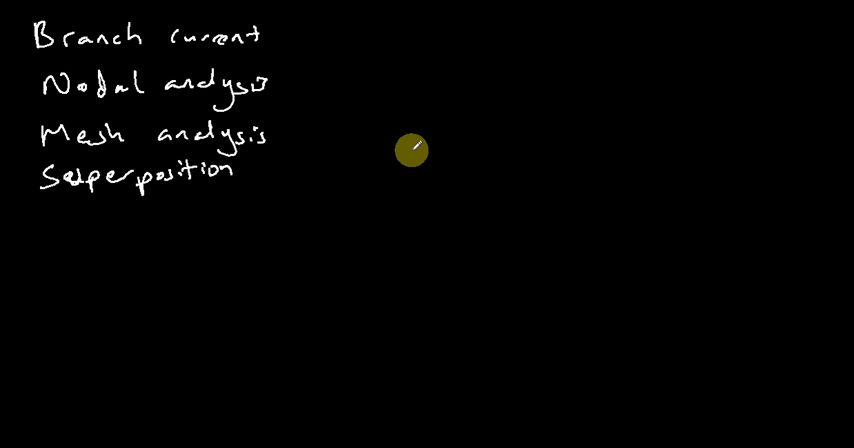 Branch current
Nodal analysis
Mesh analysis
Superposition